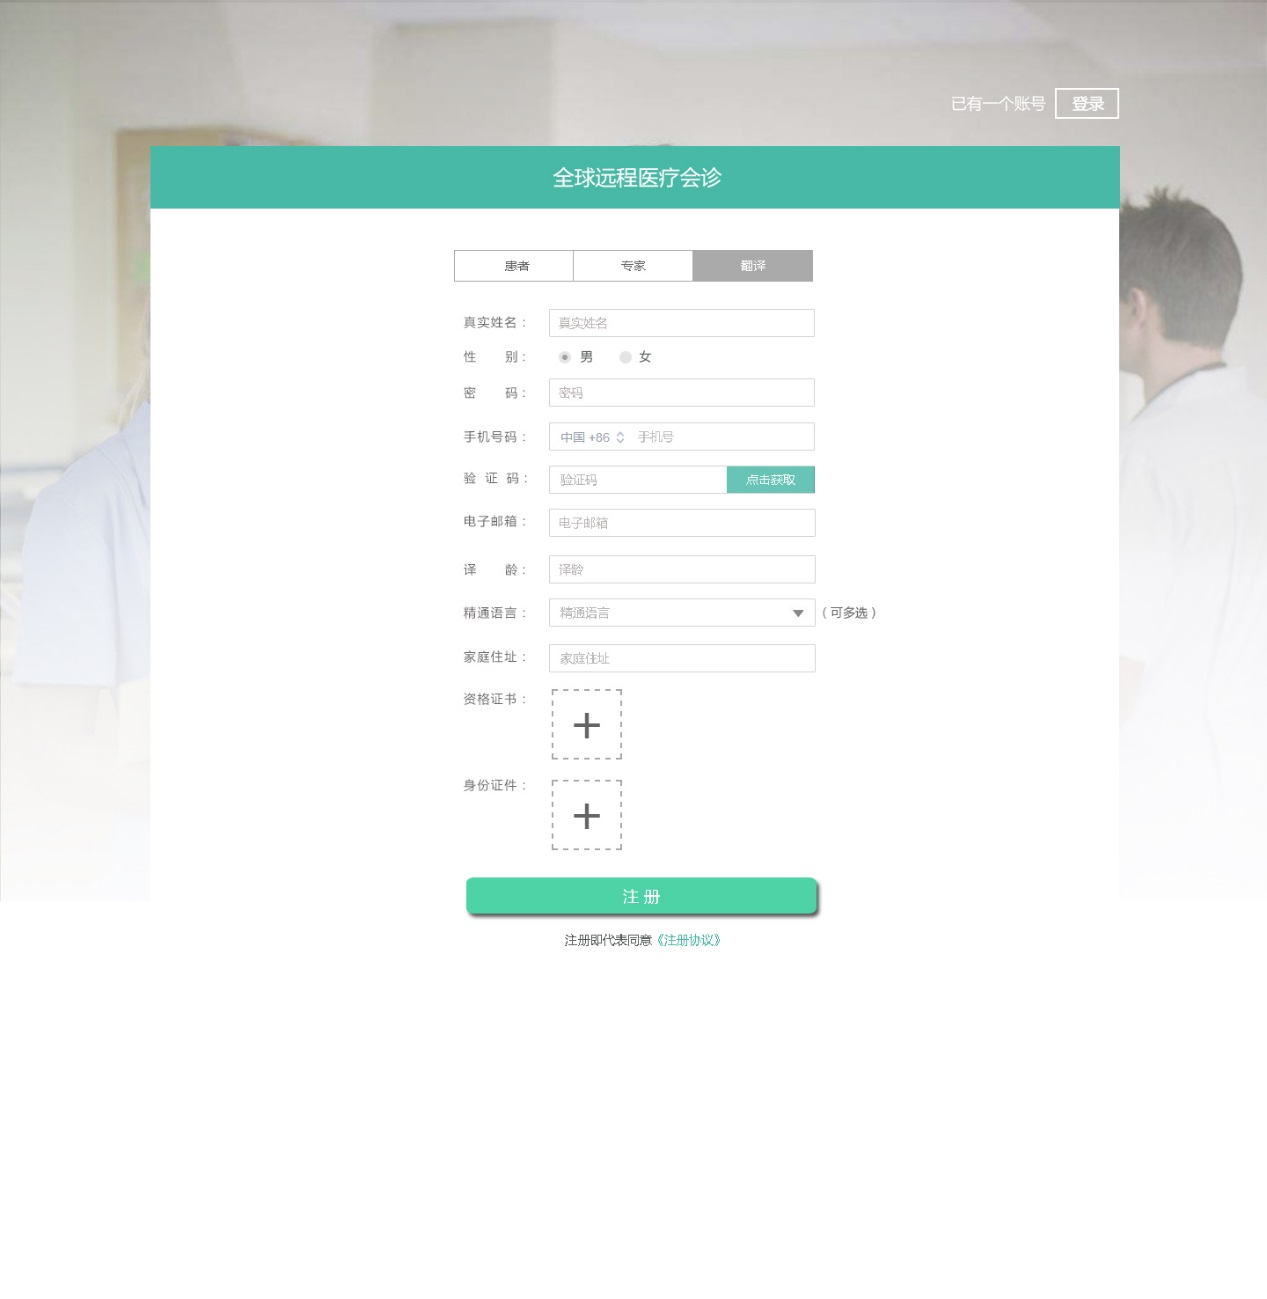 已有一个账号 登录
全球远程医疗会诊
患者 专家 翻译
真实姓名： 真实姓名
性 别： 男 女
密 码： 密码
手机号码： 中国 +86 手机号
验 证 码： 验证码 点击获取
电子邮箱： 电子邮箱
译 龄： 译龄
精通语言： 精通语言 （可多选）
家庭住址： 家庭住址
资格证书：
身份证件：
注 册
注册即代表同意《注册协议》